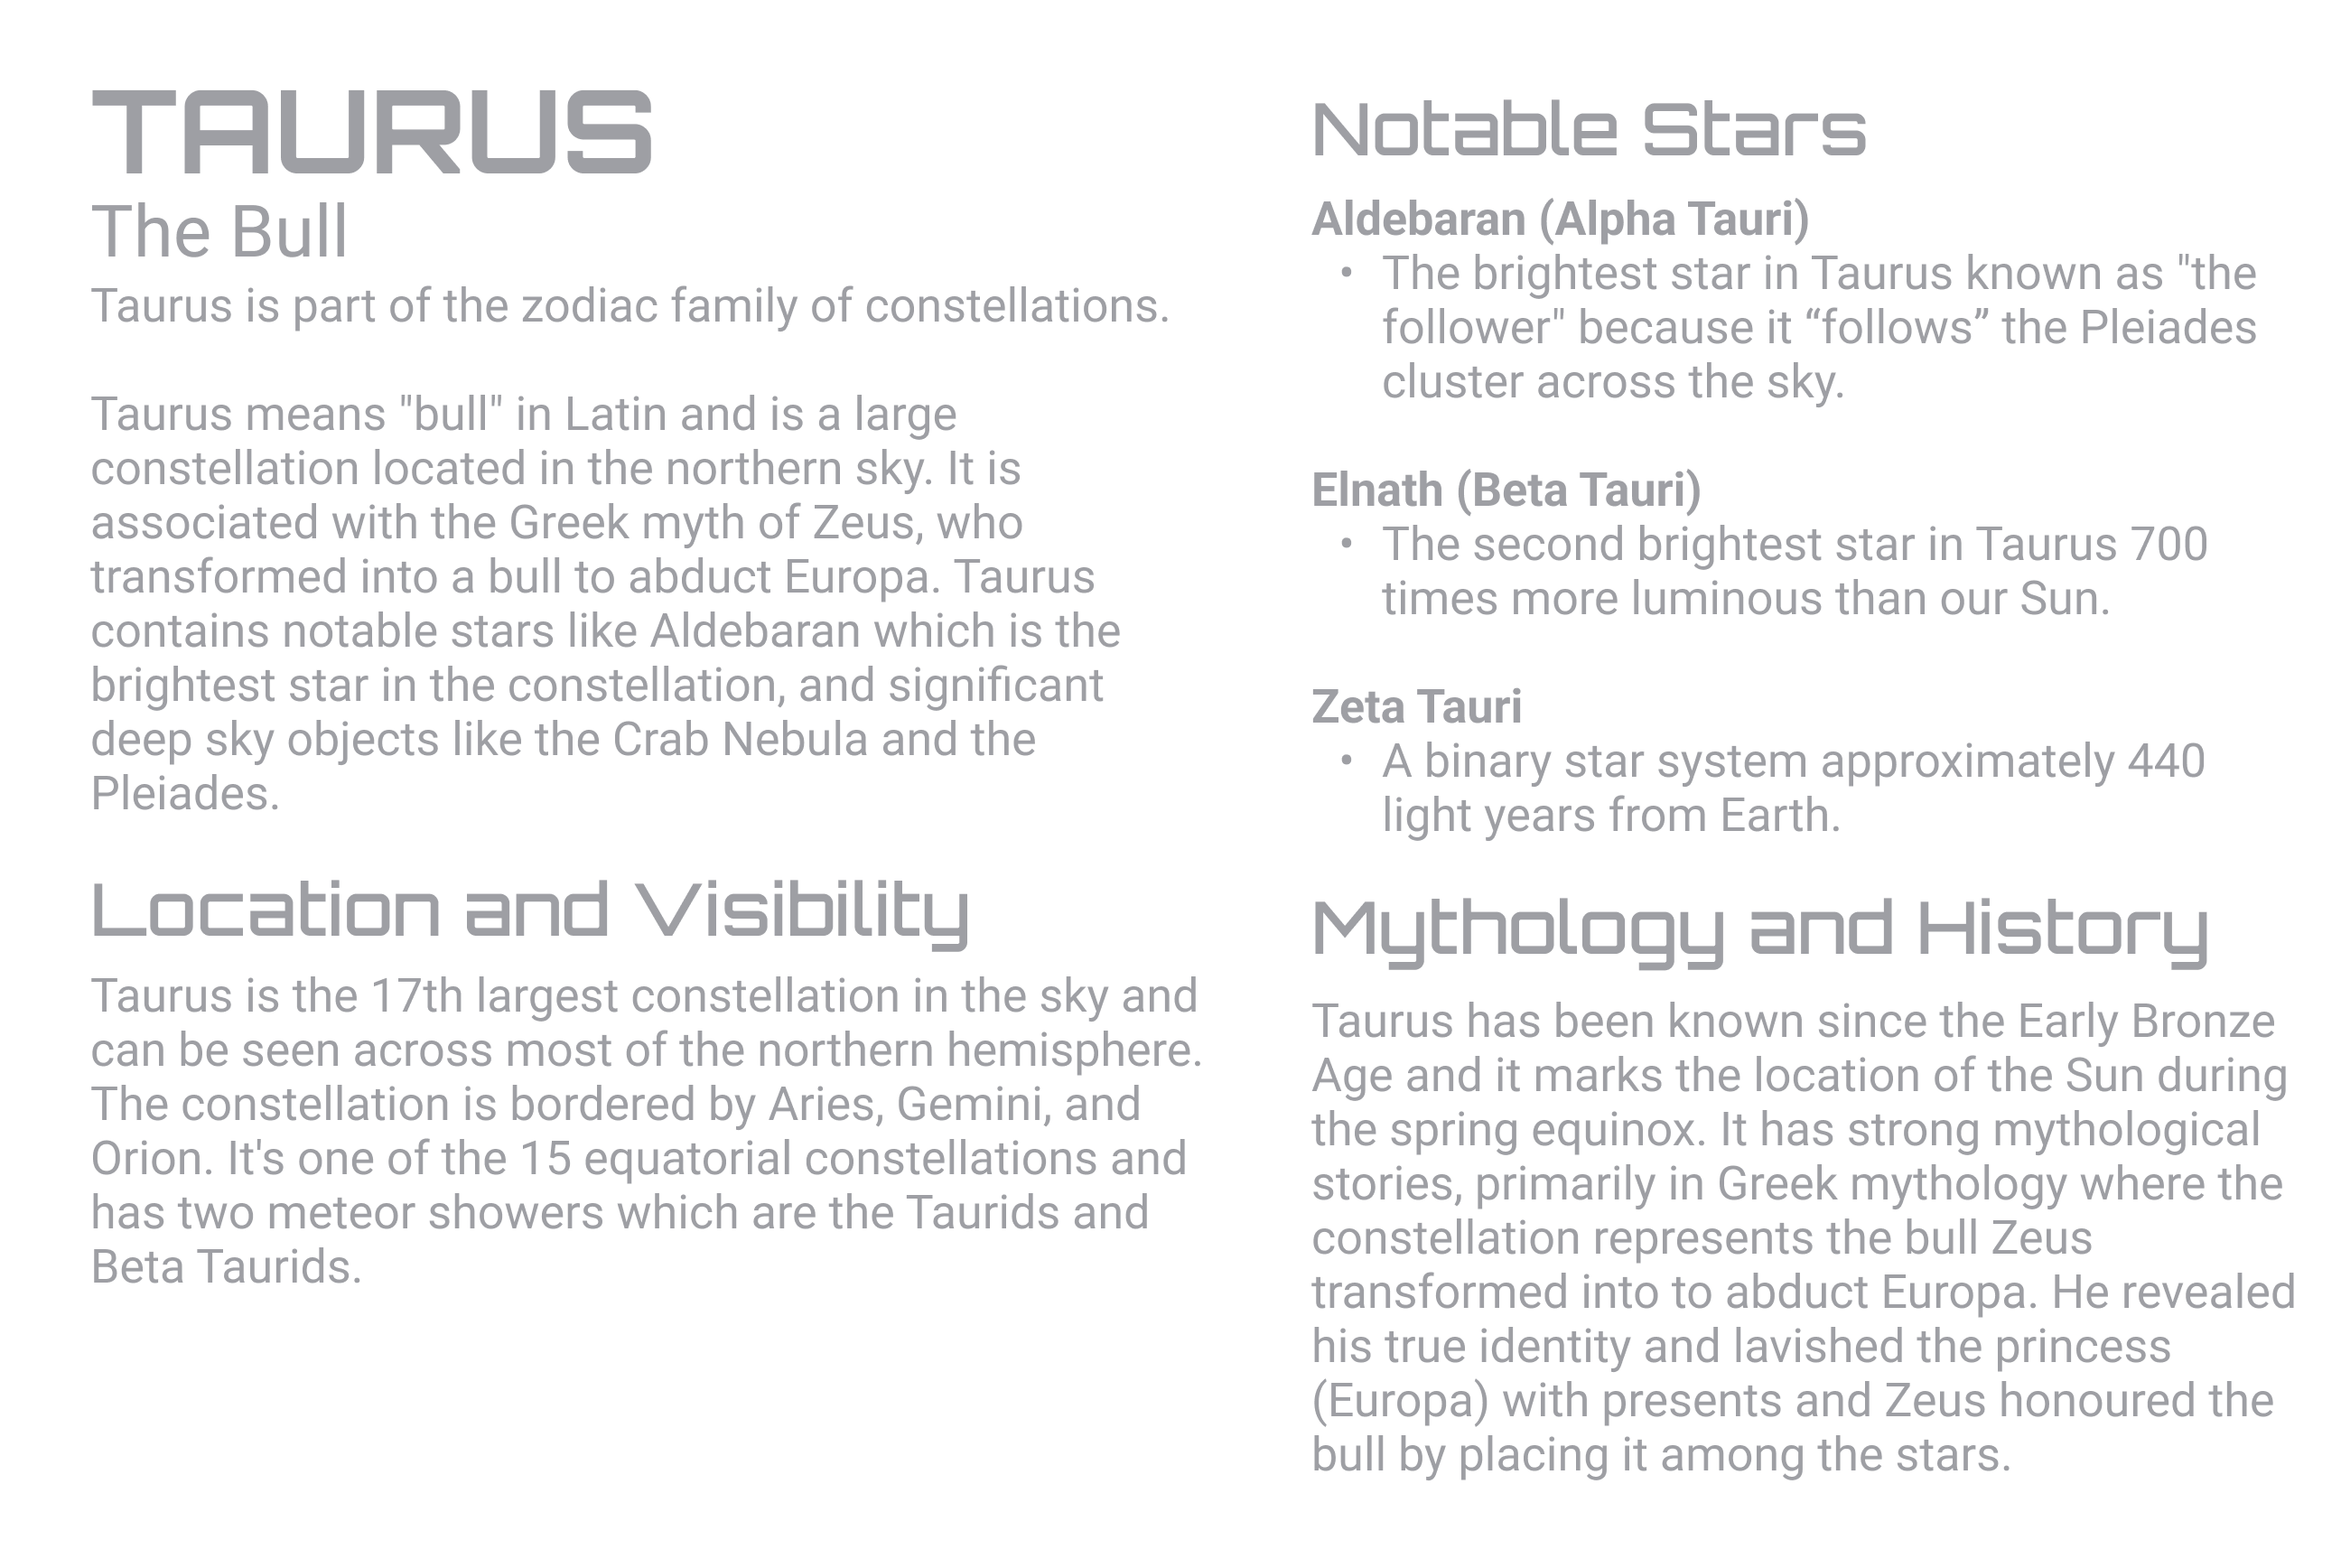 TAURUS
The Bull
Taurus is part of the zodiac family of constellations.
Taurus means "bull" in Latin and is a large
constellation located in the northern sky. It is
associated with the Greek myth of Zeus, who
transformed into a bull to abduct Europa. Taurus
contains notable stars like Aldebaran which is the
brightest star in the constellation, and significant
deep sky objects like the Crab Nebula and the
Pleiades.
Location and Visibility
Taurus is the 17th largest constellation in the sky and
can be seen across most of the northern hemisphere.
The constellation is bordered by Aries, Gemini, and
Orion. It's one of the 15 equatorial constellations and
has two meteor showers which are the Taurids and
Beta Taurids.
Notable Stars
Aldebaran (Alpha Tauri)
• The brightest star in Taurus known as "the
follower" because it “follows” the Pleiades
cluster across the sky.
Elnath (Beta Tauri)
• The second brightest star in Taurus 700
times more luminous than our Sun.
Zeta Tauri
• A binary star system approximately 440
light years from Earth.
Mythology and History
Taurus has been known since the Early Bronze
Age and it marks the location of the Sun during
the spring equinox. It has strong mythological
stories, primarily in Greek mythology where the
constellation represents the bull Zeus
transformed into to abduct Europa. He revealed
his true identity and lavished the princess
(Europa) with presents and Zeus honoured the
bull by placing it among the stars.